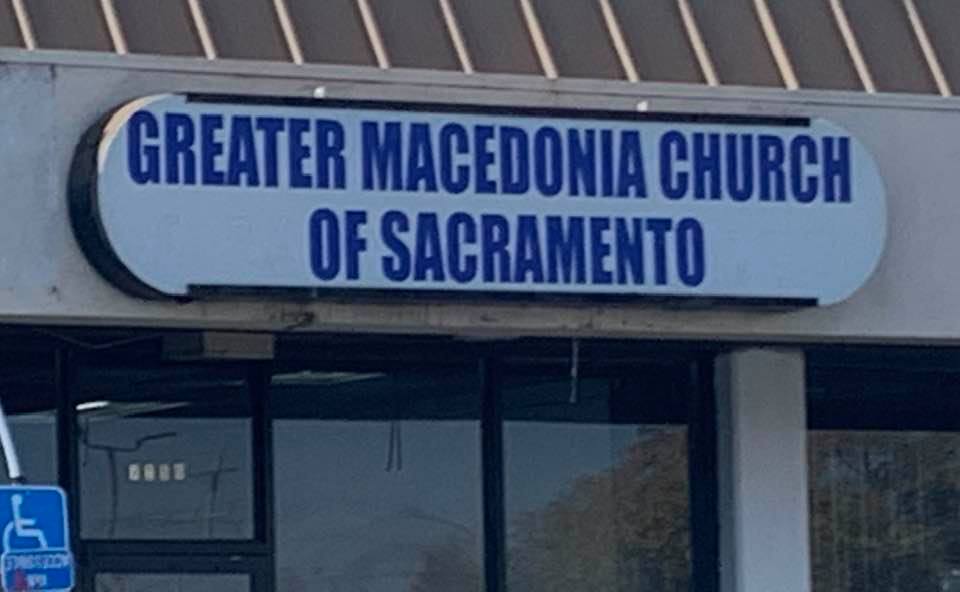 GREATER MACEDONIA CHURCH
OF SACRAMENTO